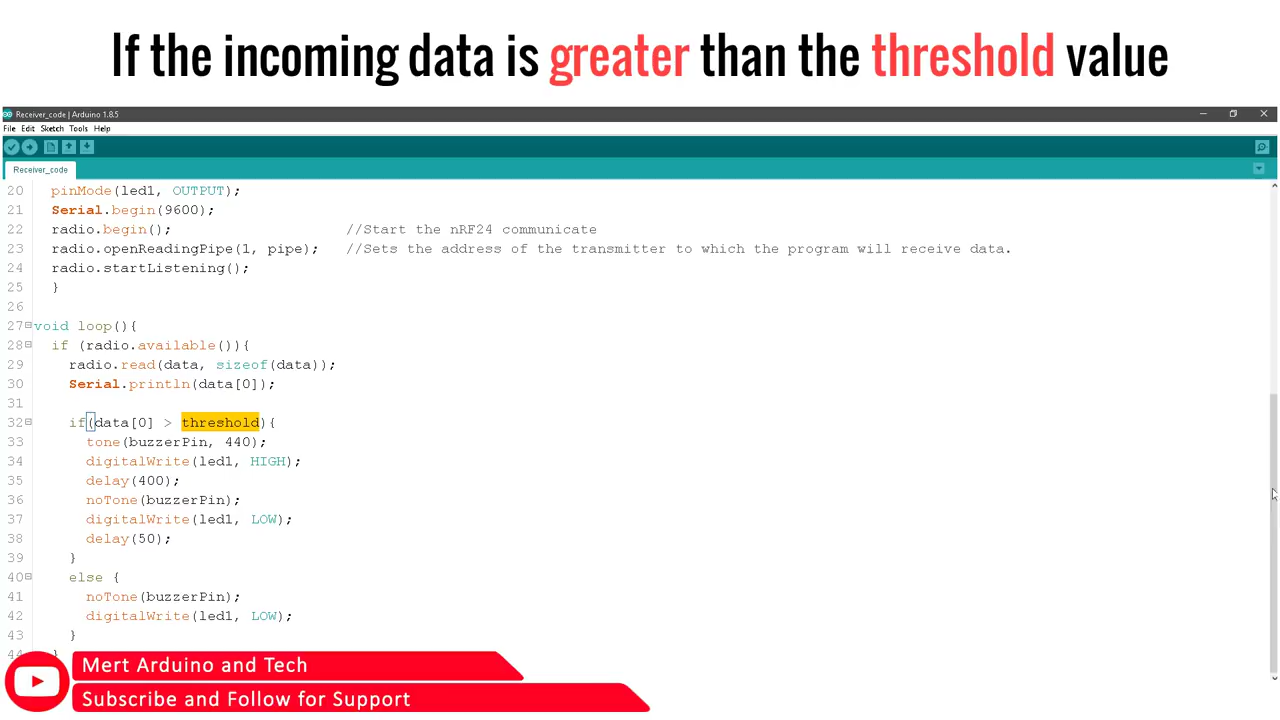 If the incoming data is greater than the threshold value
Receiver_code | Arduino 1.8.5
File Edit Sketch Tools Help
Receiver_code
20 pinMode(led1, OUTPUT);
21 Serial.begin(9600);
22 radio.begin(); //Start the nRF24 communicate
23 radio.openReadingPipe(1, pipe); //Sets the address of the transmitter to which the program will receive data.
24 radio.startListening();
25 }
26
27 void loop(){
28 if (radio.available()){
29 radio.read(data, sizeof(data));
30 Serial.println(data[0]);
31
32 if(data[0] > threshold){
33 tone(buzzerPin, 440);
34 digitalWrite(led1, HIGH);
35 delay(400);
36 noTone(buzzerPin);
37 digitalWrite(led1, LOW);
38 delay(50);
39 }
40 else {
41 noTone(buzzerPin);
42 digitalWrite(led1, LOW);
43 }
44 }
Mert Arduino and Tech
Subscribe and Follow for Support